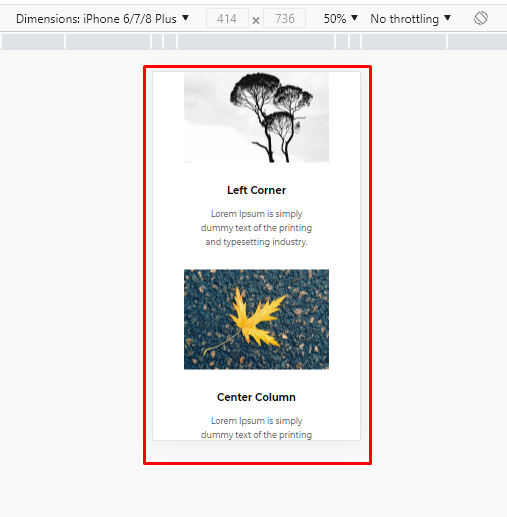 Dimensions: iPhone 6/7/8 Plus ▼ 414 × 736 50% ▼ No throttling ▼
Left Corner
Lorem Ipsum is simply
dummy text of the printing
and typesetting industry.
Center Column
Lorem Ipsum is simply
dummy text of the printing